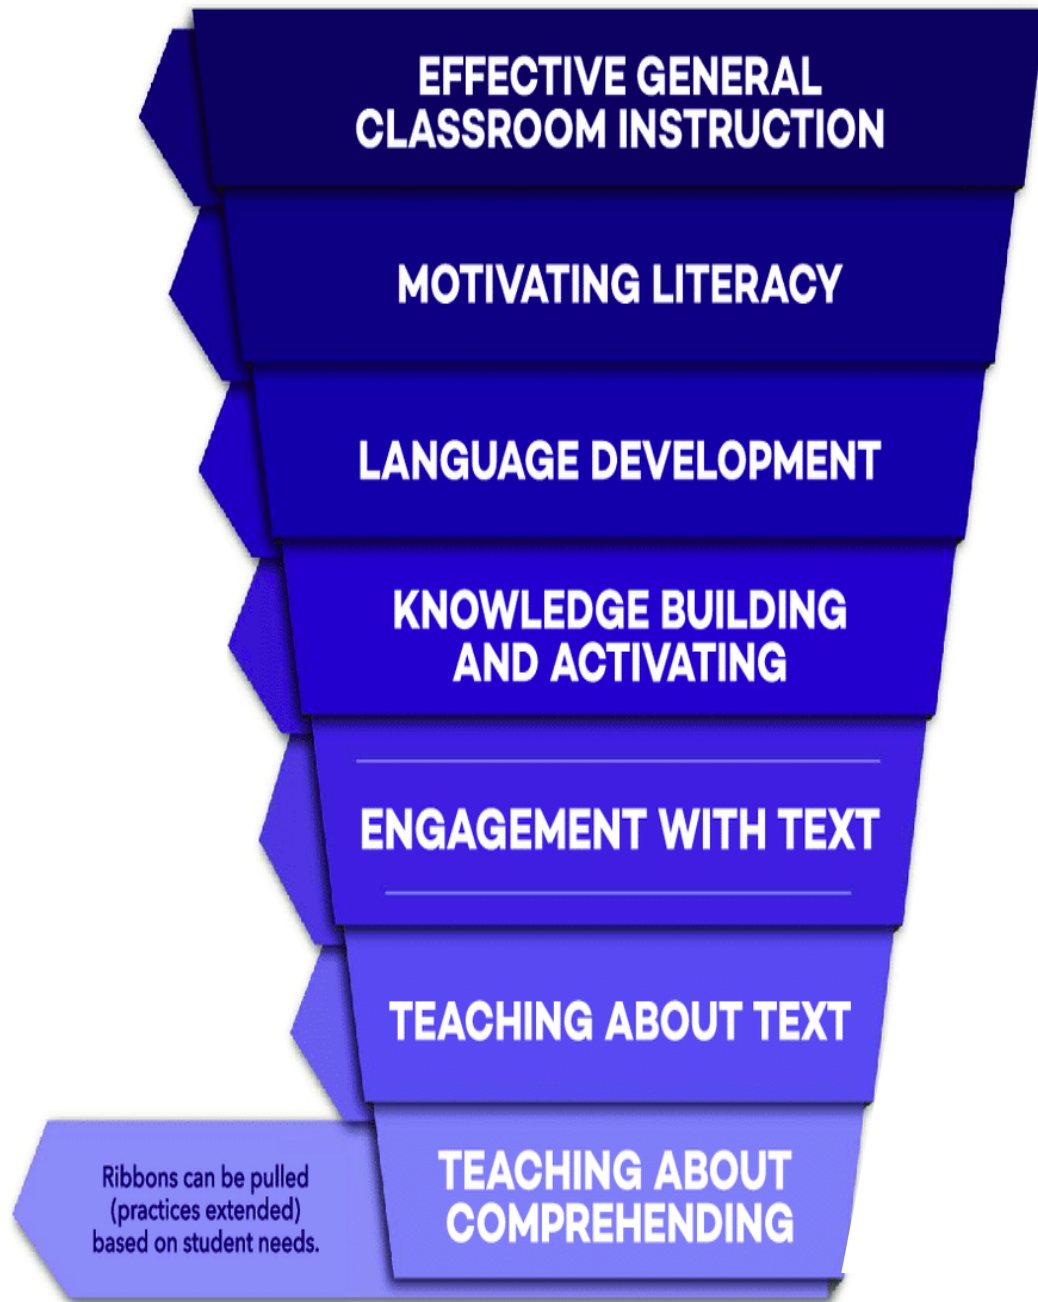 EFFECTIVE GENERAL
CLASSROOM INSTRUCTION
MOTIVATING LITERACY
LANGUAGE DEVELOPMENT
KNOWLEDGE BUILDING
AND ACTIVATING
ENGAGEMENT WITH TEXT
TEACHING ABOUT TEXT
TEACHING ABOUT
COMPREHENDING
Ribbons can be pulled
(practices extended)
based on student needs.